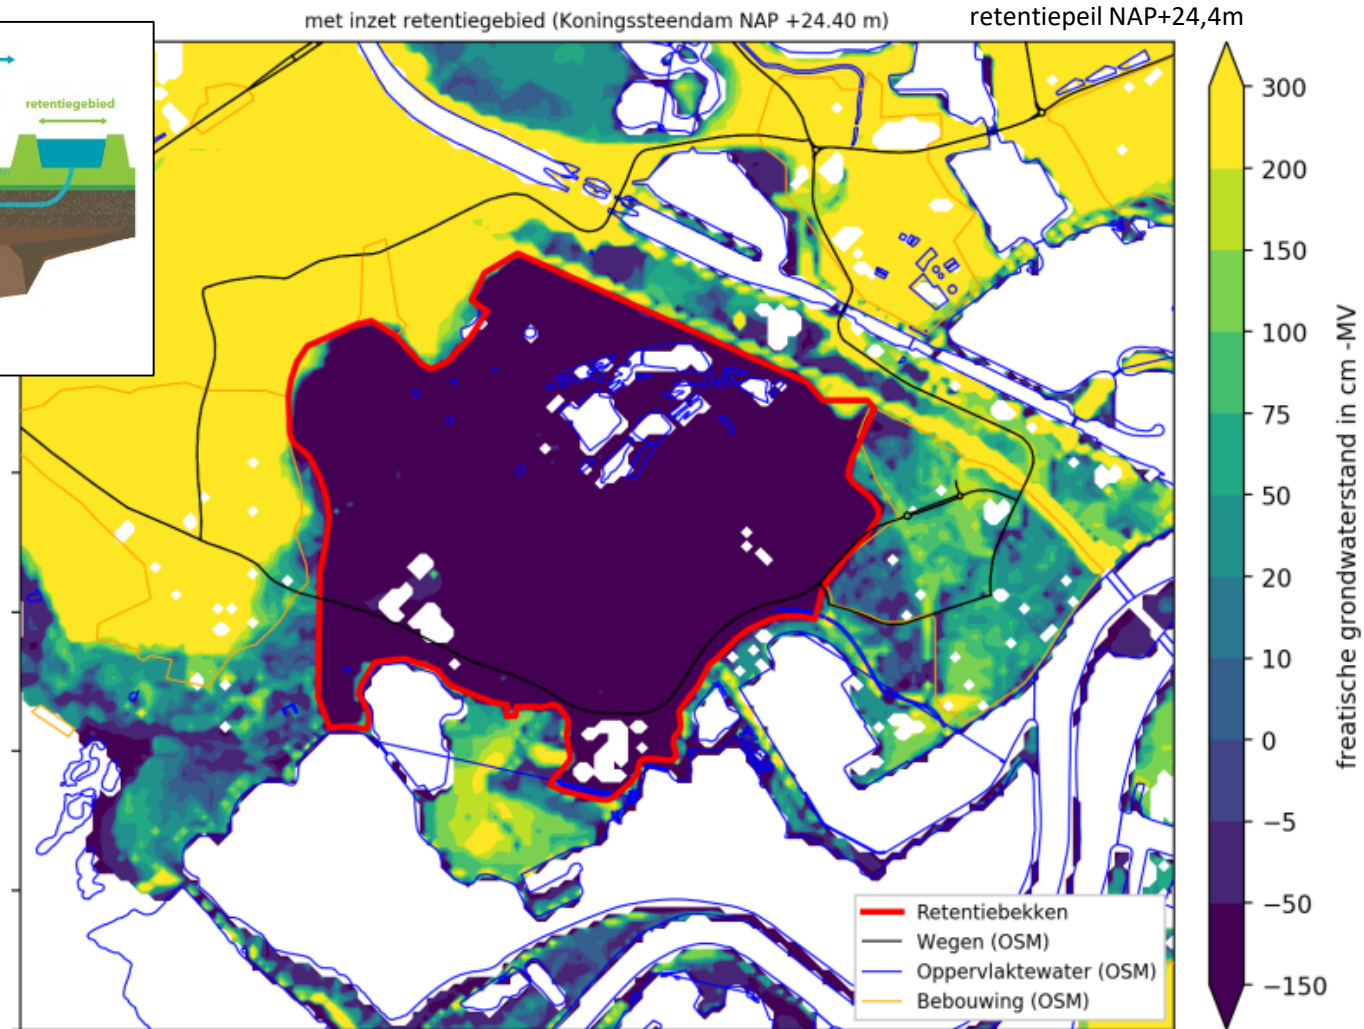 met inzet retentiegebied (Koningssteendam NAP +24.40 m)
retentiepeil NAP+24,4m
retentiegebied
300
200
150
100
75
50
20
10
0
−5
−50
−150
freatische grondwaterstand in cm -MV
Retentiebekken
Wegen (OSM)
Oppervlaktewater (OSM)
Bebouwing (OSM)